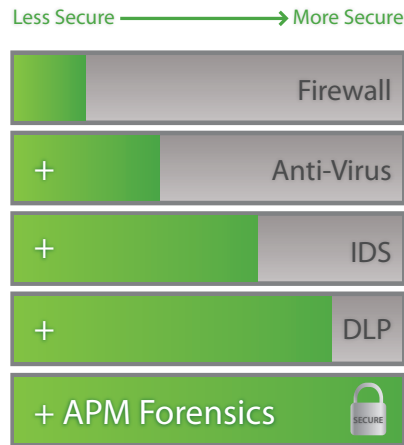 Less Secure More Secure
Firewall
+ Anti-Virus
+ IDS
+ DLP
+ APM Forensics SECURE